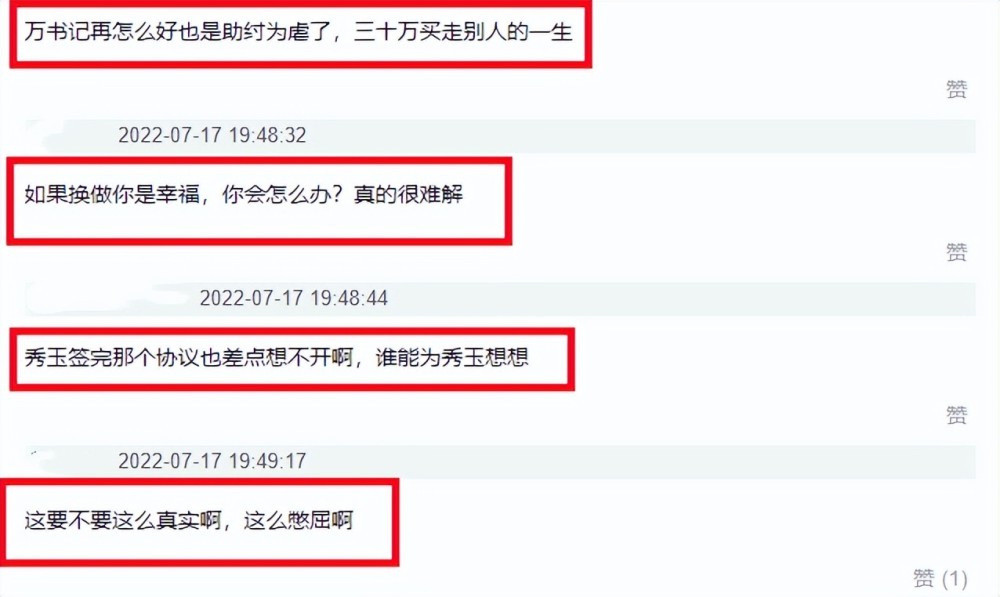 万书记再怎么好也是助纣为虐了，三十万买走别人的一生
赞
2022-07-17 19:48:32
如果换做你是幸福，你会怎么办？真的很难解
赞
2022-07-17 19:48:44
秀玉签完那个协议也差点想不开啊，谁能为秀玉想想
赞
2022-07-17 19:49:17
这要不要这么真实啊，这么憋屈啊
赞 (1)